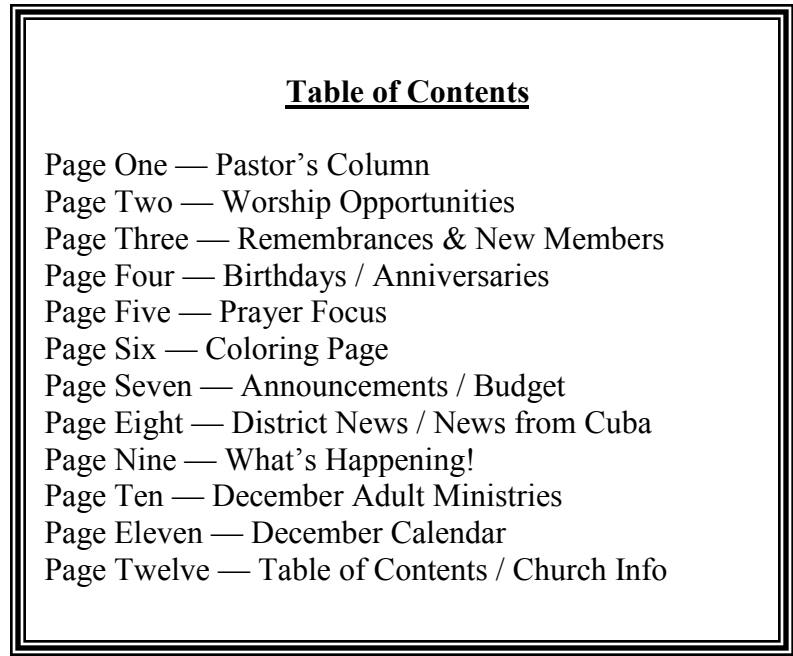 Table of Contents
Page One — Pastor’s Column
Page Two — Worship Opportunities
Page Three — Remembrances & New Members
Page Four — Birthdays / Anniversaries
Page Five — Prayer Focus
Page Six — Coloring Page
Page Seven — Announcements / Budget
Page Eight — District News / News from Cuba
Page Nine — What’s Happening!
Page Ten — December Adult Ministries
Page Eleven — December Calendar
Page Twelve — Table of Contents / Church Info